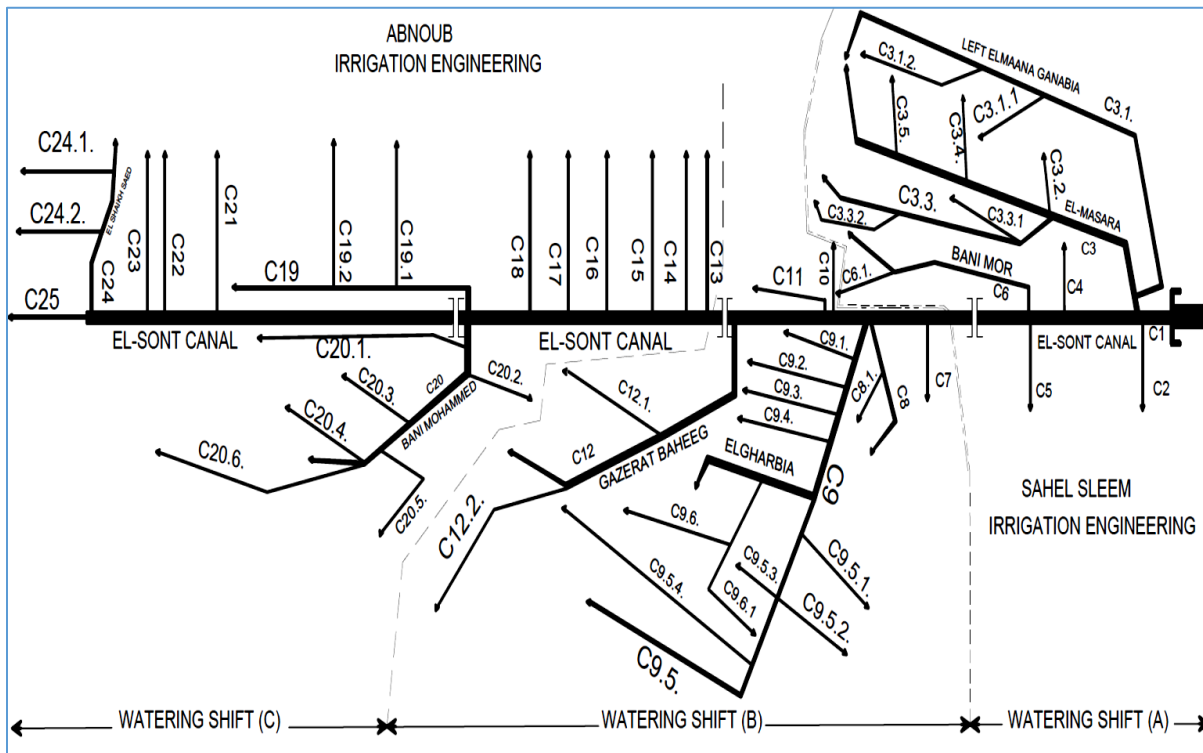 ABNOUB
IRRIGATION ENGINEERING
LEFT ELMAANA GANABIA
C3.1.
C3.1.2.
C3.1.1
C3.5.
C3.4.
C3.2.
C3.3.
C3.3.1
C3.3.2.
EL-MASARA
C3
C24.1.
C24.2.
EL SHAIKH SAED
C23
C22
C21
C19.2
C19.1
C18
C17
C16
C15
C14
C13
C10
C6.1.
BANI MOR
C6
C4
C24
C19
C11
C25
EL-SONT CANAL
EL-SONT CANAL
EL-SONT CANAL
C1
C2
C5
C7
C8
C8.1.
C9.1.
C9.2.
C9.3.
C9.4.
C9
C20.1.
C20.2.
C20
C20.3.
BANI MOHAMMED
C20.4.
C20.6.
C20.5.
C12.1.
C12
GAZERAT BAHEEG
C12.2.
ELGHARBIA
C9.6.
C9.5.3.
C9.5.4.
C9.6.1
C9.5.1
C9.5.2.
C9.5.
SAHEL SLEEM
IRRIGATION ENGINEERING
WATERING SHIFT (C)
WATERING SHIFT (B)
WATERING SHIFT (A)